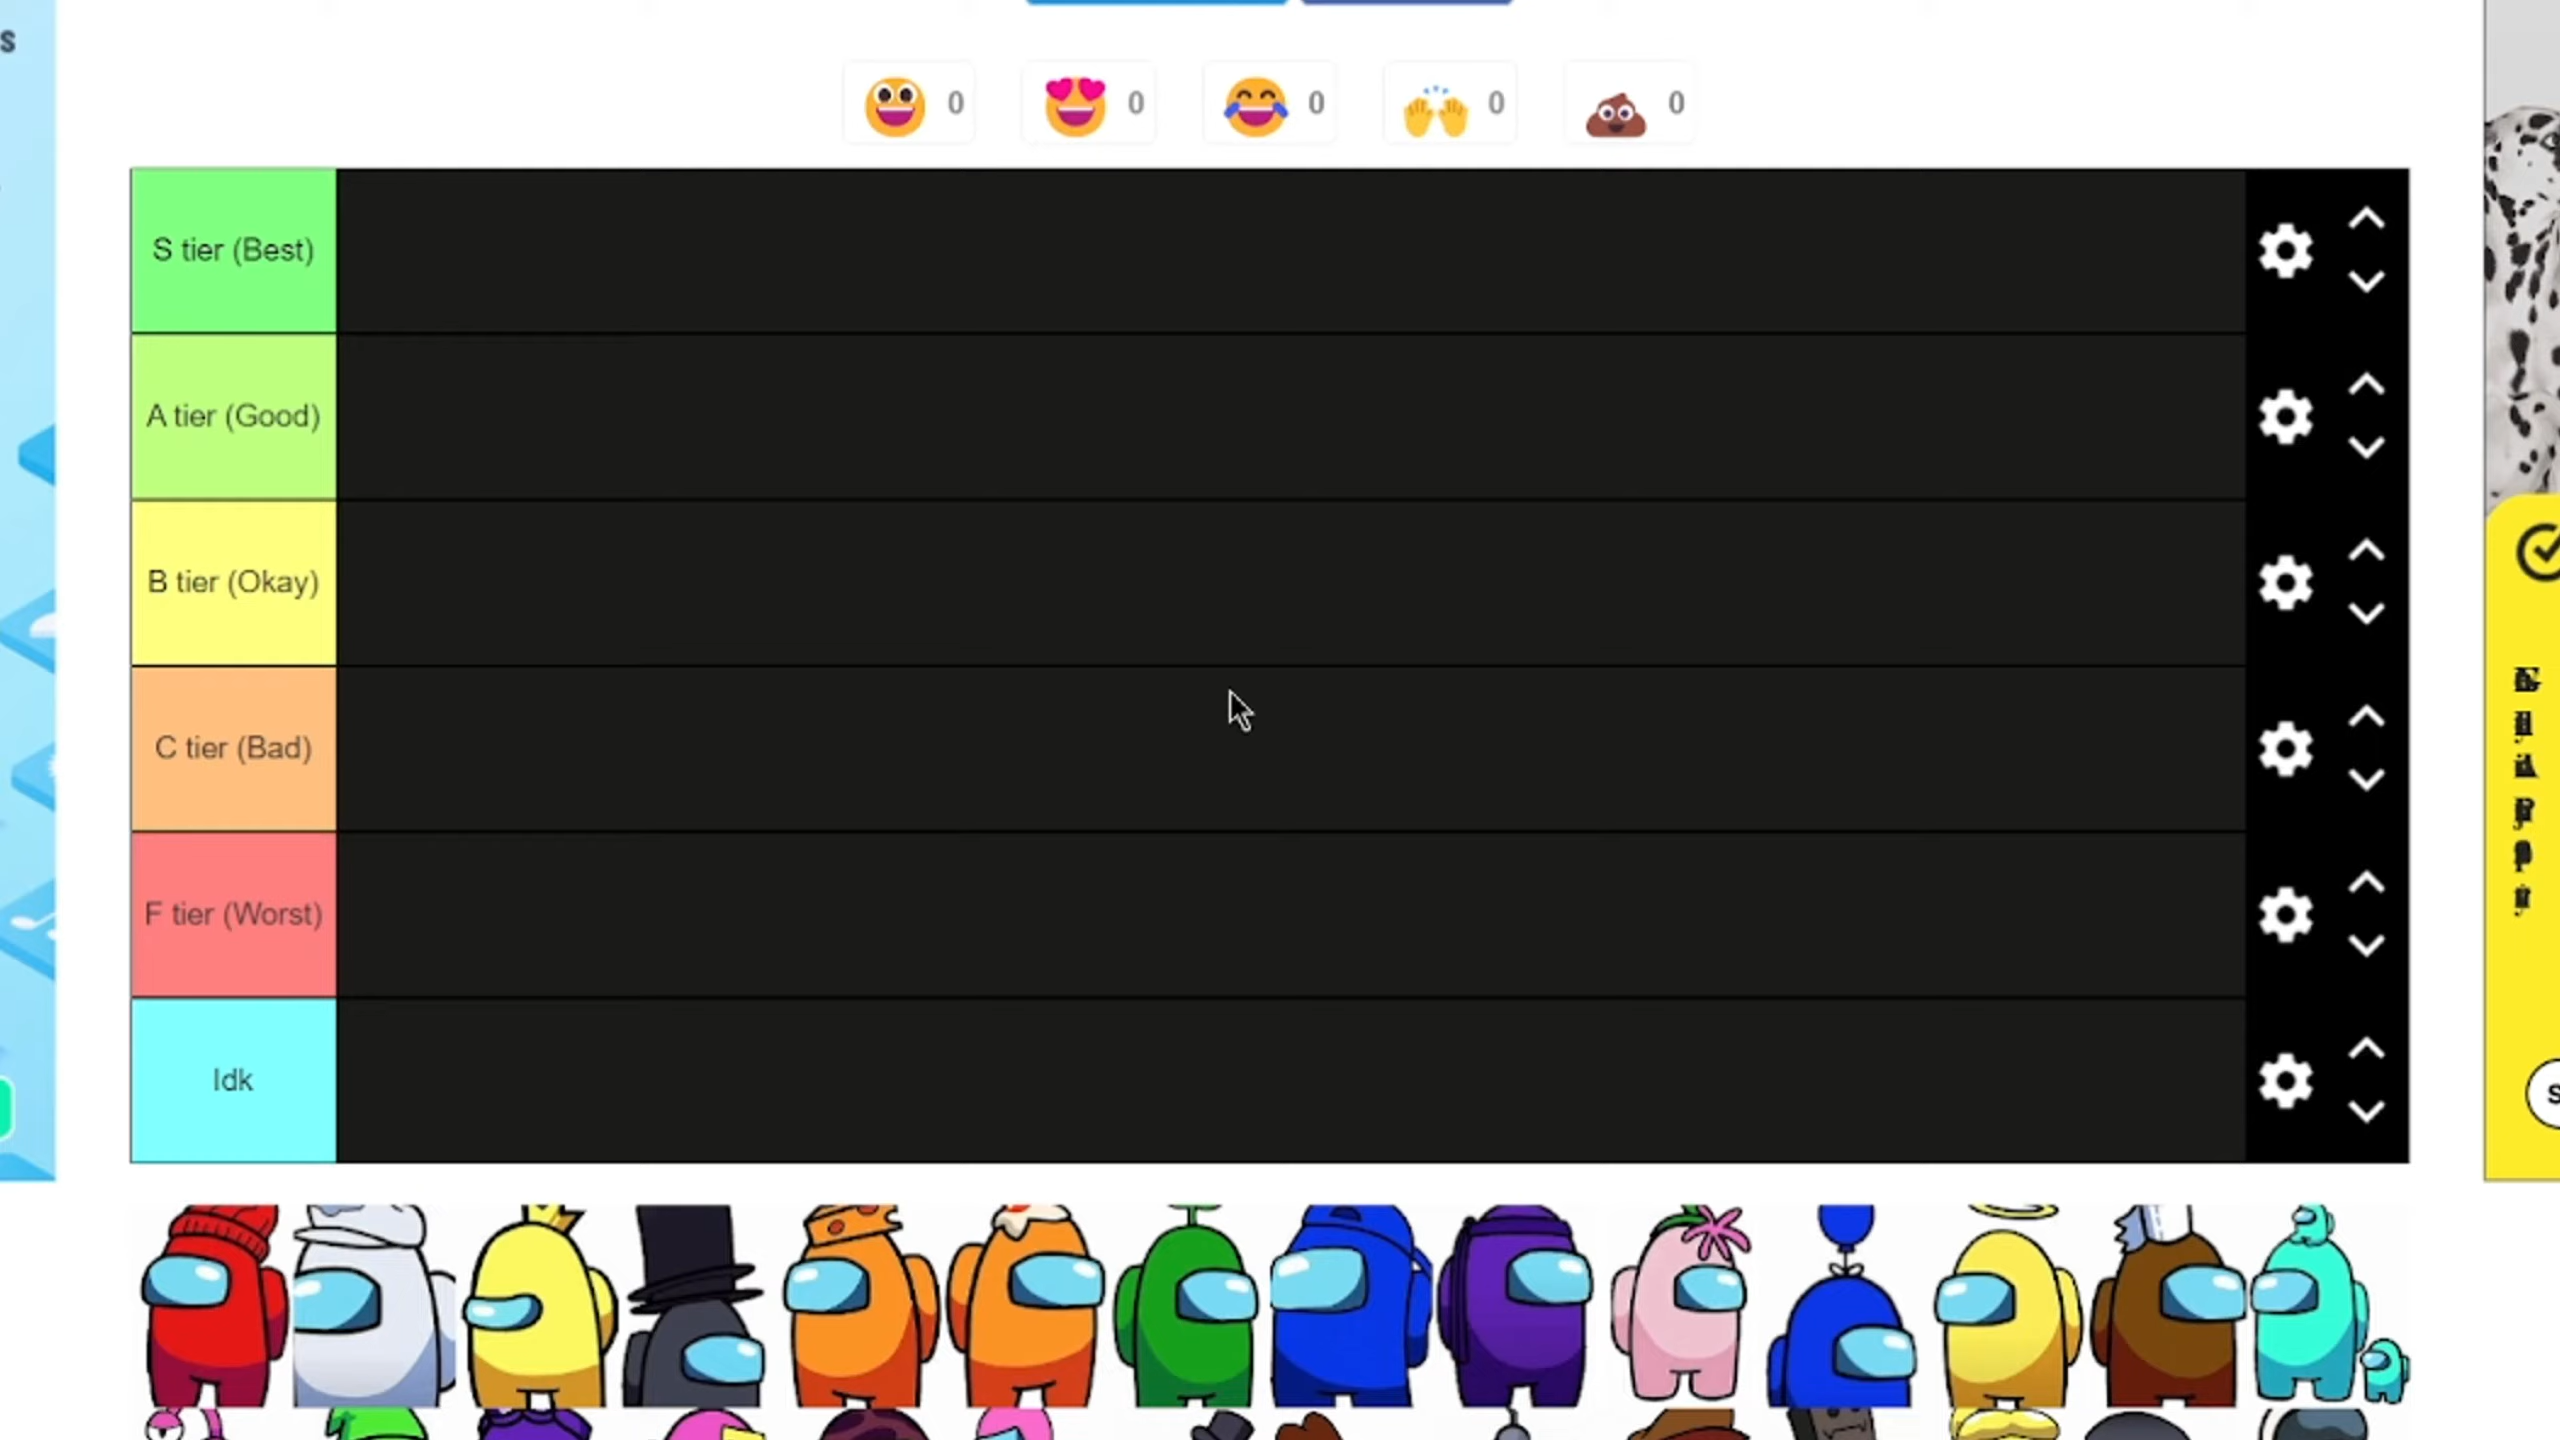 s
0 0 0 0 0
S tier (Best)
A tier (Good)
B tier (Okay)
C tier (Bad)
F tier (Worst)
Idk
S